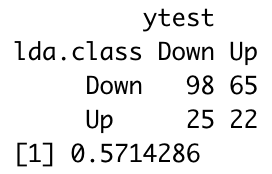 ytest
lda.class Down Up
Down 98 65
Up 25 22
[1] 0.5714286